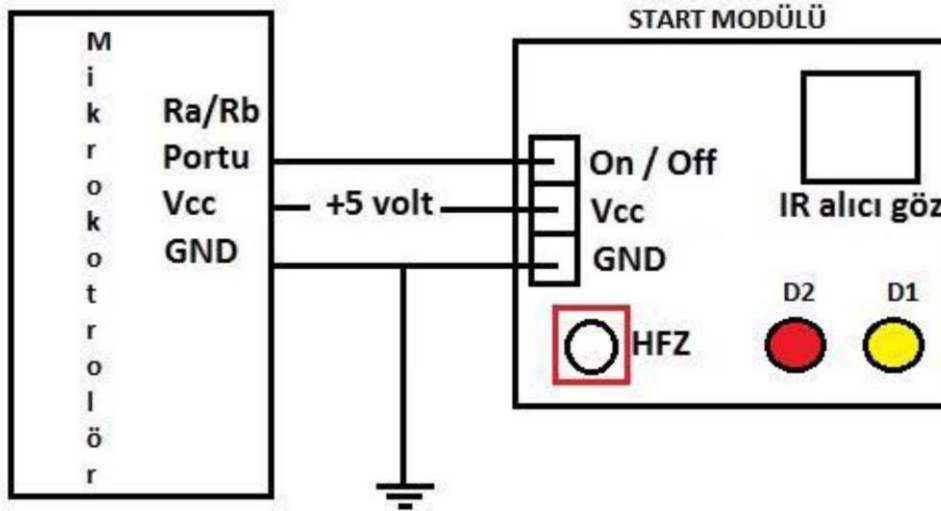 START MODÜLÜ
Mikrokotrolör
Ra/Rb
Portu
Vcc
GND
+5 volt
On / Off
Vcc
GND
IR alıcı göz
HFZ
D2
D1